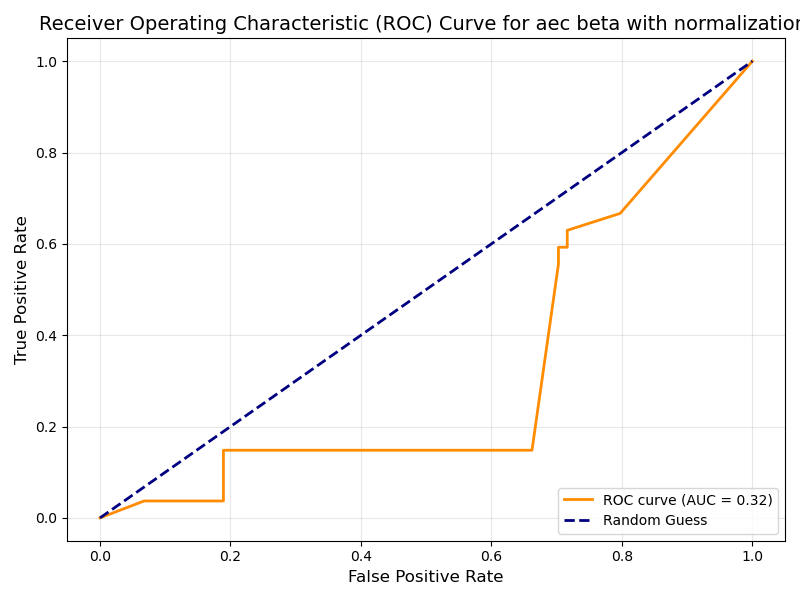 Receiver Operating Characteristic (ROC) Curve for aec beta with normalization
1.0
0.8
0.6
0.4
0.2
0.0
True Positive Rate
ROC curve (AUC = 0.32)
Random Guess
0.0 0.2 0.4 0.6 0.8 1.0
False Positive Rate